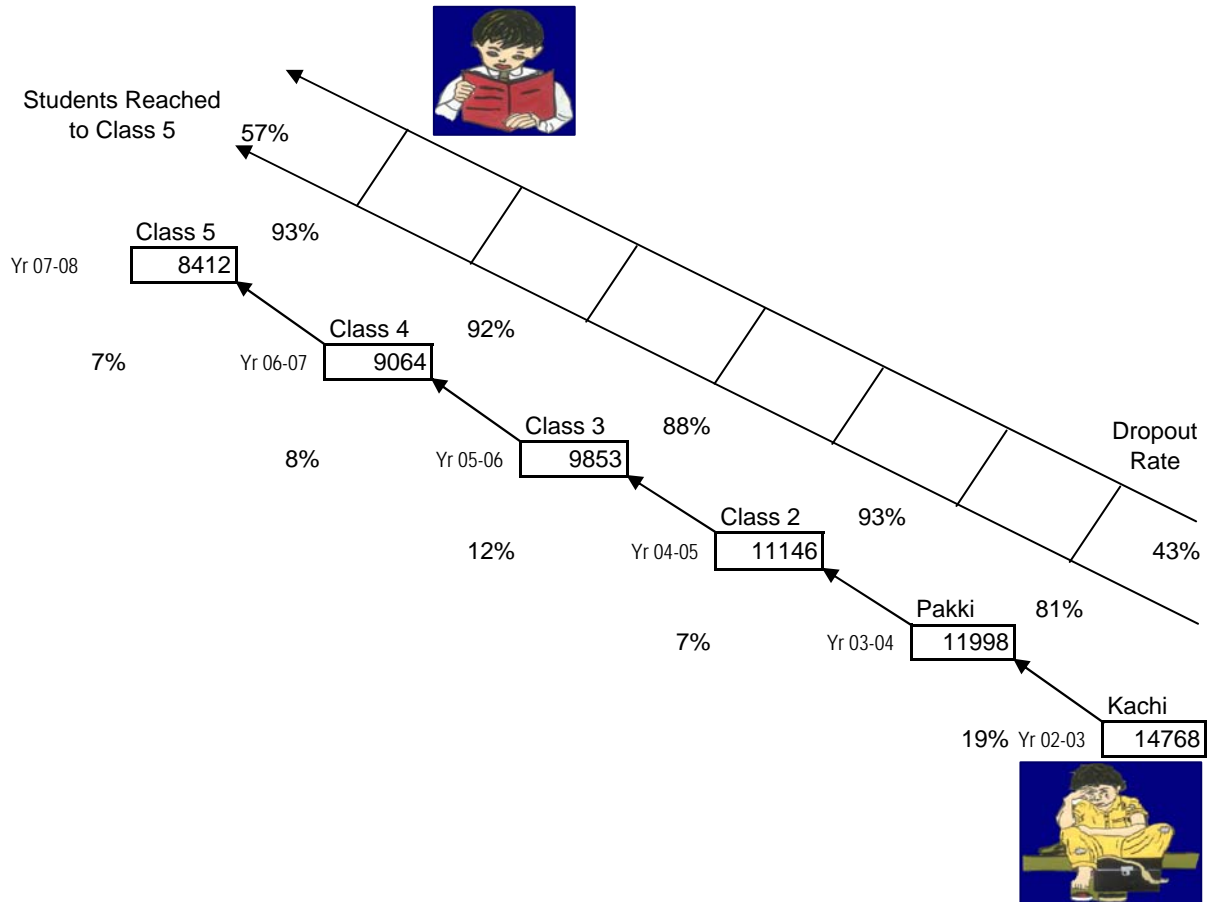 Students Reached
to Class 5
57%
Class 5
93%
Yr 07-08
8412
Class 4
92%
7%
Yr 06-07
9064
Class 3
88%
Dropout
Rate
8%
Yr 05-06
9853
Class 2
93%
12%
Yr 04-05
11146
43%
Pakki
81%
7%
Yr 03-04
11998
Kachi
19%
Yr 02-03
14768